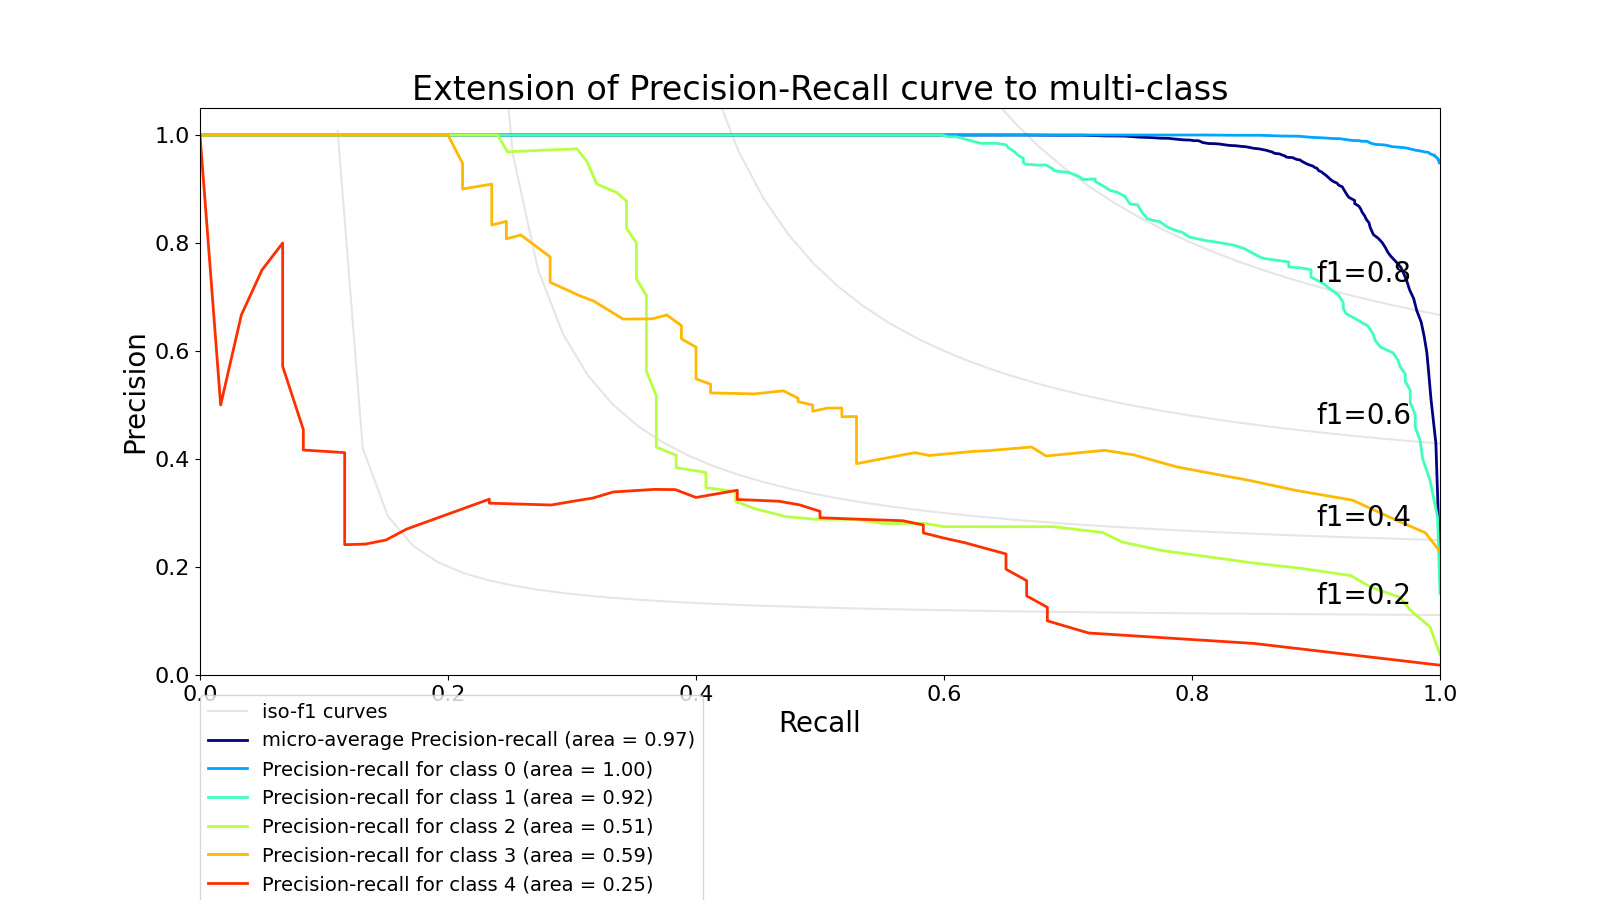 Extension of Precision-Recall curve to multi-class
1.0
0.8
0.6
0.4
0.2
0.0
Precision
f1=0.8
f1=0.6
f1=0.4
f1=0.2
0.0 0.2 0.4 0.6 0.8 1.0
Recall
iso-f1 curves
micro-average Precision-recall (area = 0.97)
Precision-recall for class 0 (area = 1.00)
Precision-recall for class 1 (area = 0.92)
Precision-recall for class 2 (area = 0.51)
Precision-recall for class 3 (area = 0.59)
Precision-recall for class 4 (area = 0.25)